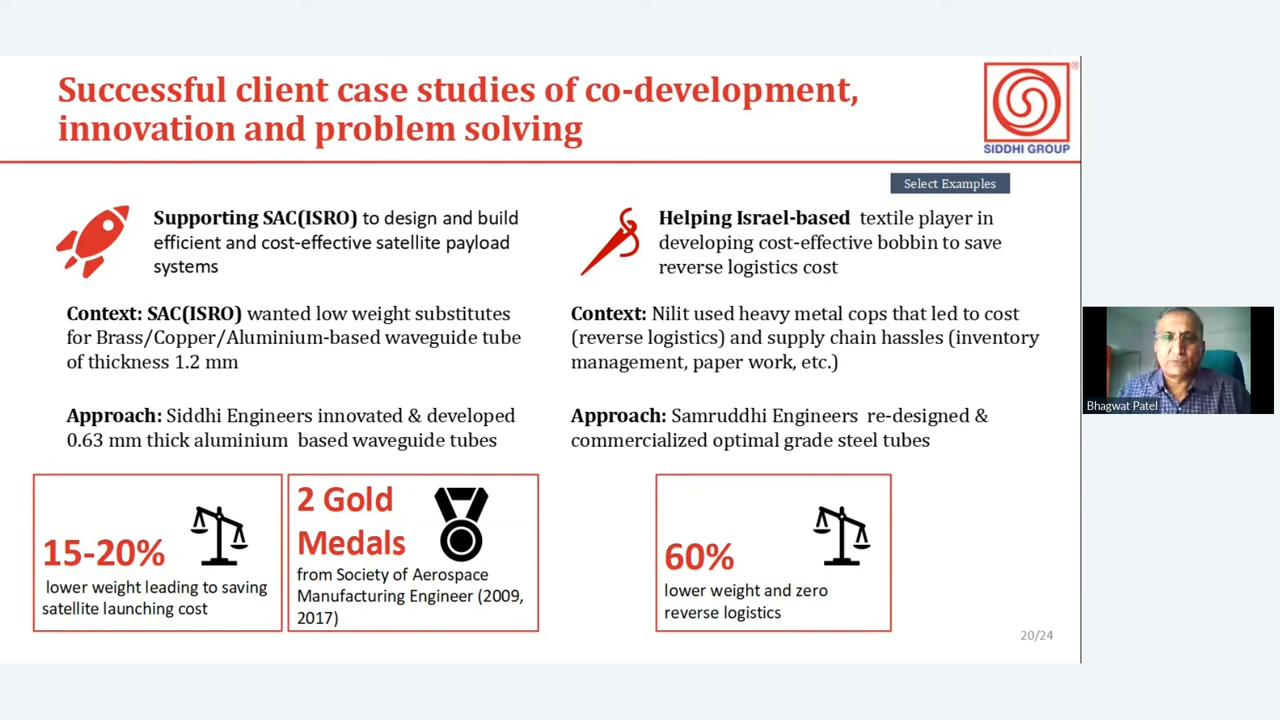 Successful client case studies of co-development,
innovation and problem solving
®
SIDDHI GROUP
Select Examples
Supporting SAC(ISRO) to design and build
efficient and cost-effective satellite payload
systems
Context: SAC(ISRO) wanted low weight substitutes
for Brass/Copper/Aluminium-based waveguide tube
of thickness 1.2 mm
Approach: Siddhi Engineers innovated & developed
0.63 mm thick aluminium based waveguide tubes
15-20%
lower weight leading to saving
satellite launching cost
2 Gold
Medals
from Society of Aerospace
Manufacturing Engineer (2009,
2017)
Helping Israel-based textile player in
developing cost-effective bobbin to save
reverse logistics cost
Context: Nilit used heavy metal cops that led to cost
(reverse logistics) and supply chain hassles (inventory
management, paper work, etc.)
Approach: Samruddhi Engineers re-designed &
commercialized optimal grade steel tubes
60%
lower weight and zero
reverse logistics
20/24
Bhagwat Patel